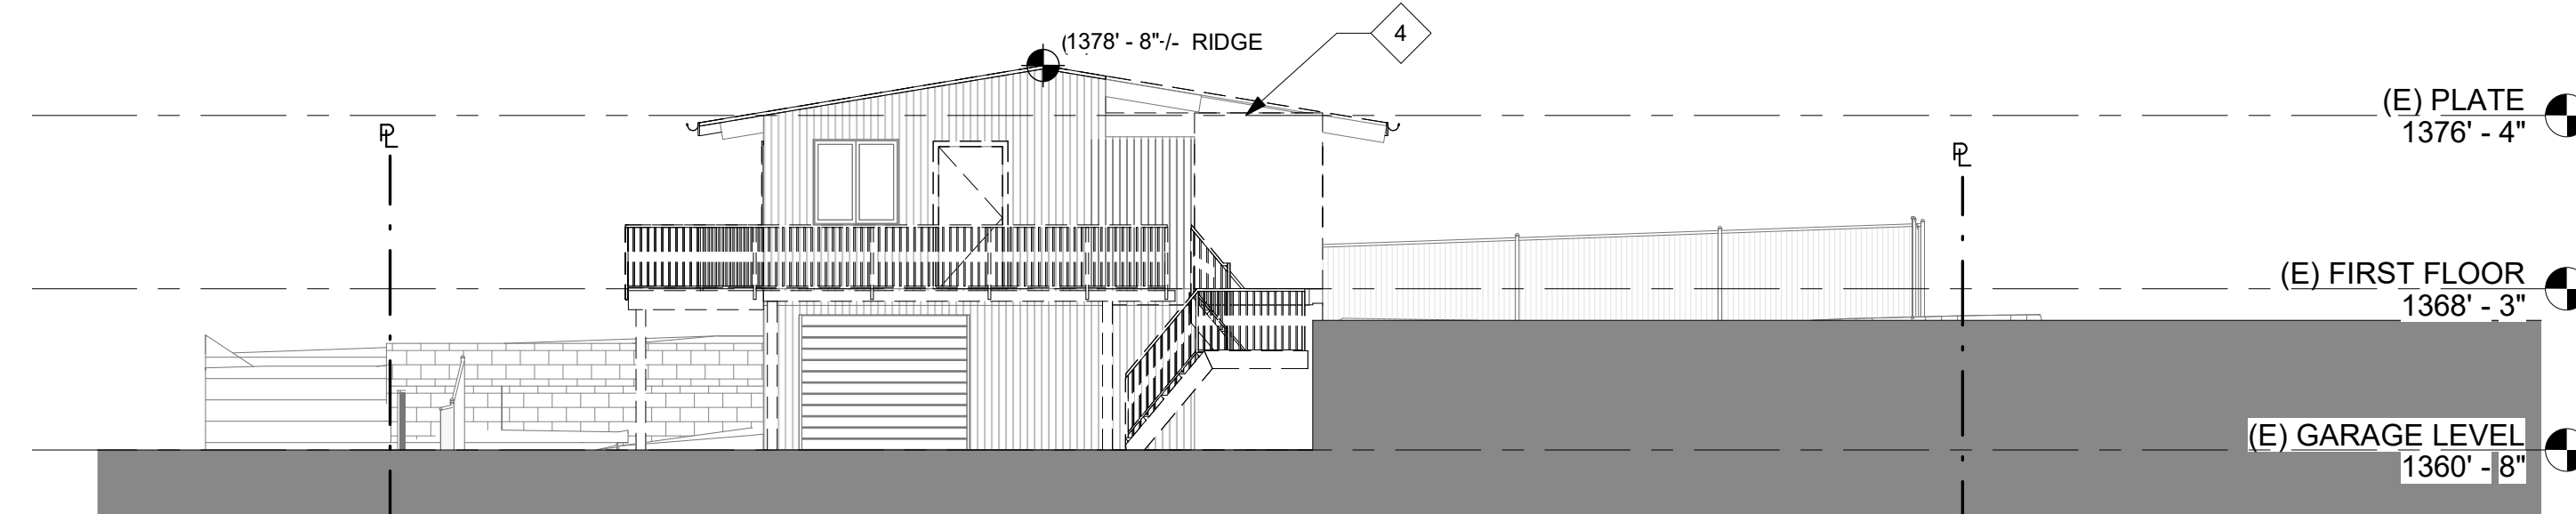 (1378' - 8" -/- RIDGE
4
(E) PLATE
1376' - 4"
PL
PL
(E) FIRST FLOOR
1368' - 3"
(E) GARAGE LEVEL
1360' - 8"